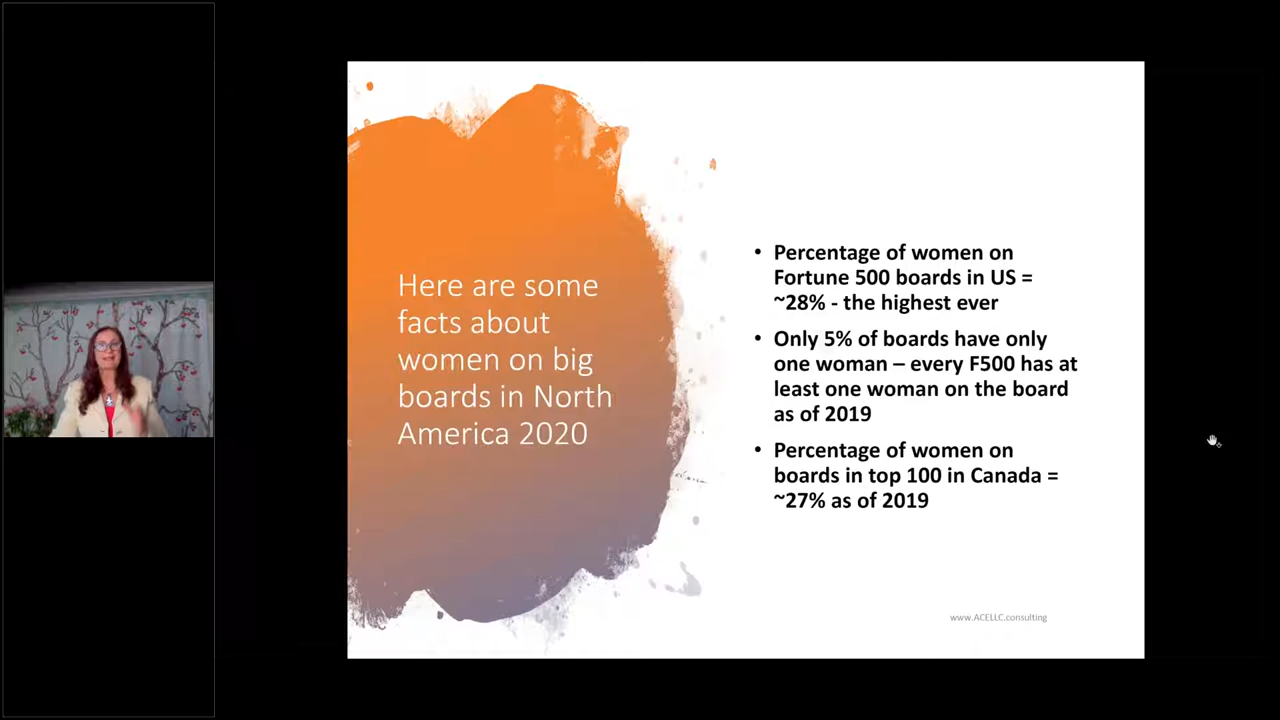 Here are some
facts about
women on big
boards in North
America 2020
• Percentage of women on
Fortune 500 boards in US =
~28% - the highest ever
• Only 5% of boards have only
one woman – every F500 has at
least one woman on the board
as of 2019
• Percentage of women on
boards in top 100 in Canada =
~27% as of 2019
www.ACELLC.consulting